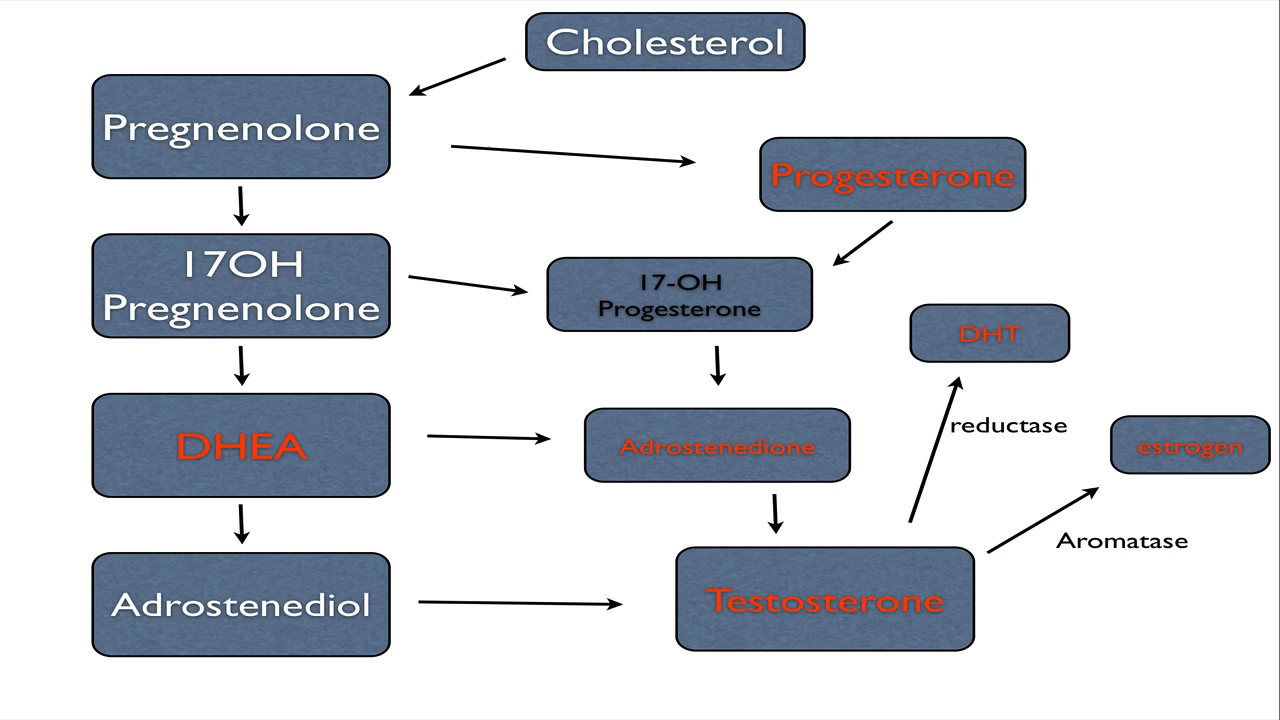 Cholesterol
Pregnenolone
Progesterone
17OH
Pregnenolone
17-OH
Progesterone
DHT
reductase
DHEA
Adrostenedione
estrogen
Aromatase
Adrostenediol
Testosterone